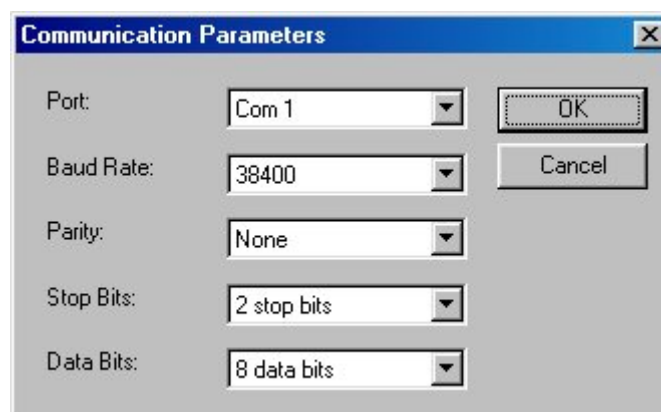 Communication Parameters
Port: Com 1 OK
Baud Rate: 38400 Cancel
Parity: None
Stop Bits: 2 stop bits
Data Bits: 8 data bits